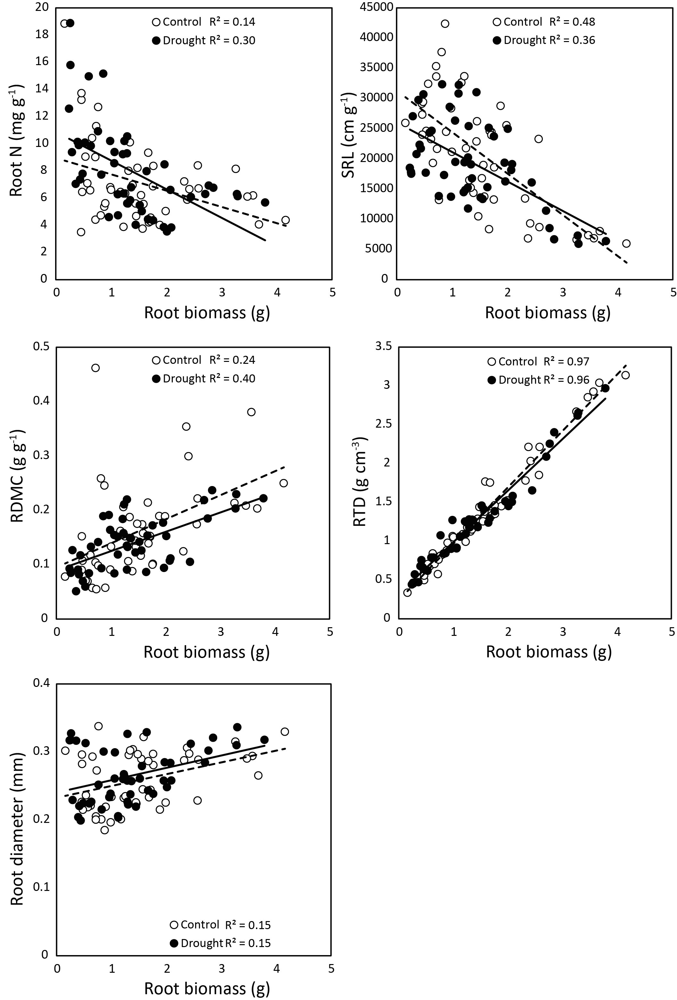 20
18
16
14
12
10
8
6
4
2
0
Root N (mg g-1)
Control R² = 0.14
Drought R² = 0.30
0 1 2 3 4 5
Root biomass (g)
45000
40000
35000
30000
25000
20000
15000
10000
5000
0
SRL (cm g-1)
Control R² = 0.48
Drought R² = 0.36
0 1 2 3 4 5
Root biomass (g)
0.5
0.4
0.3
0.2
0.1
0
RDMC (g g-1)
Control R² = 0.24
Drought R² = 0.40
0 1 2 3 4 5
Root biomass (g)
3.5
3
2.5
2
1.5
1
0.5
0
RTD (g cm-3)
Control R² = 0.97
Drought R² = 0.96
0 1 2 3 4 5
Root biomass (g)
0.4
0.3
0.2
0.1
0
Root diameter (mm)
Control R² = 0.15
Drought R² = 0.15
0 1 2 3 4 5
Root biomass (g)